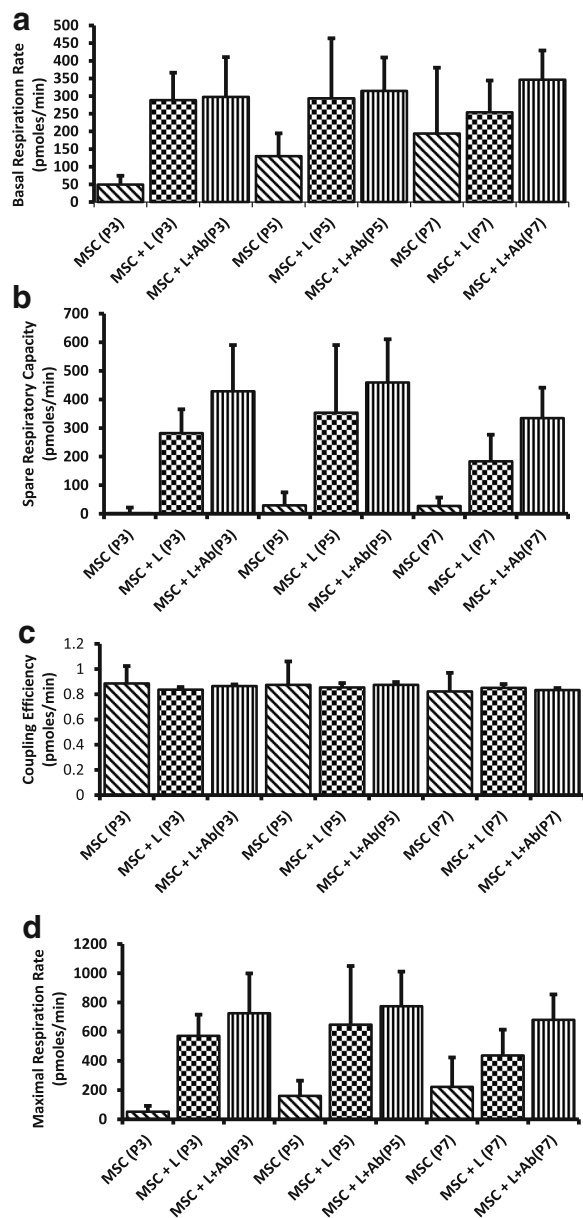 a
Basal Respirationn Rate
(pmoles/min)
500
450
400
350
300
250
200
150
100
50
0
MSC (P3)
MSC + L (P3)
MSC + L+Ab(P3)
MSC (P5)
MSC + L (P5)
MSC + L+Ab(P5)
MSC (P7)
MSC + L (P7)
MSC + L+Ab(P7)
b
Spare Respiratory Capacity
(pmoles/min)
700
600
500
400
300
200
100
0
MSC (P3)
MSC + L (P3)
MSC + L+Ab(P3)
MSC (P5)
MSC + L (P5)
MSC + L+Ab(P5)
MSC (P7)
MSC + L (P7)
MSC + L+Ab(P7)
c
Coupling Efficiency
(pmoles/min)
1.2
1
0.8
0.6
0.4
0.2
0
MSC (P3)
MSC + L (P3)
MSC + L+Ab(P3)
MSC (P5)
MSC + L (P5)
MSC + L+Ab(P5)
MSC (P7)
MSC + L (P7)
MSC + L+Ab(P7)
d
Maximal Respiration Rate
(pmoles/min)
1200
1000
800
600
400
200
0
MSC (P3)
MSC + L (P3)
MSC + L+Ab(P3)
MSC (P5)
MSC + L (P5)
MSC + L+Ab(P5)
MSC (P7)
MSC + L (P7)
MSC + L+Ab(P7)